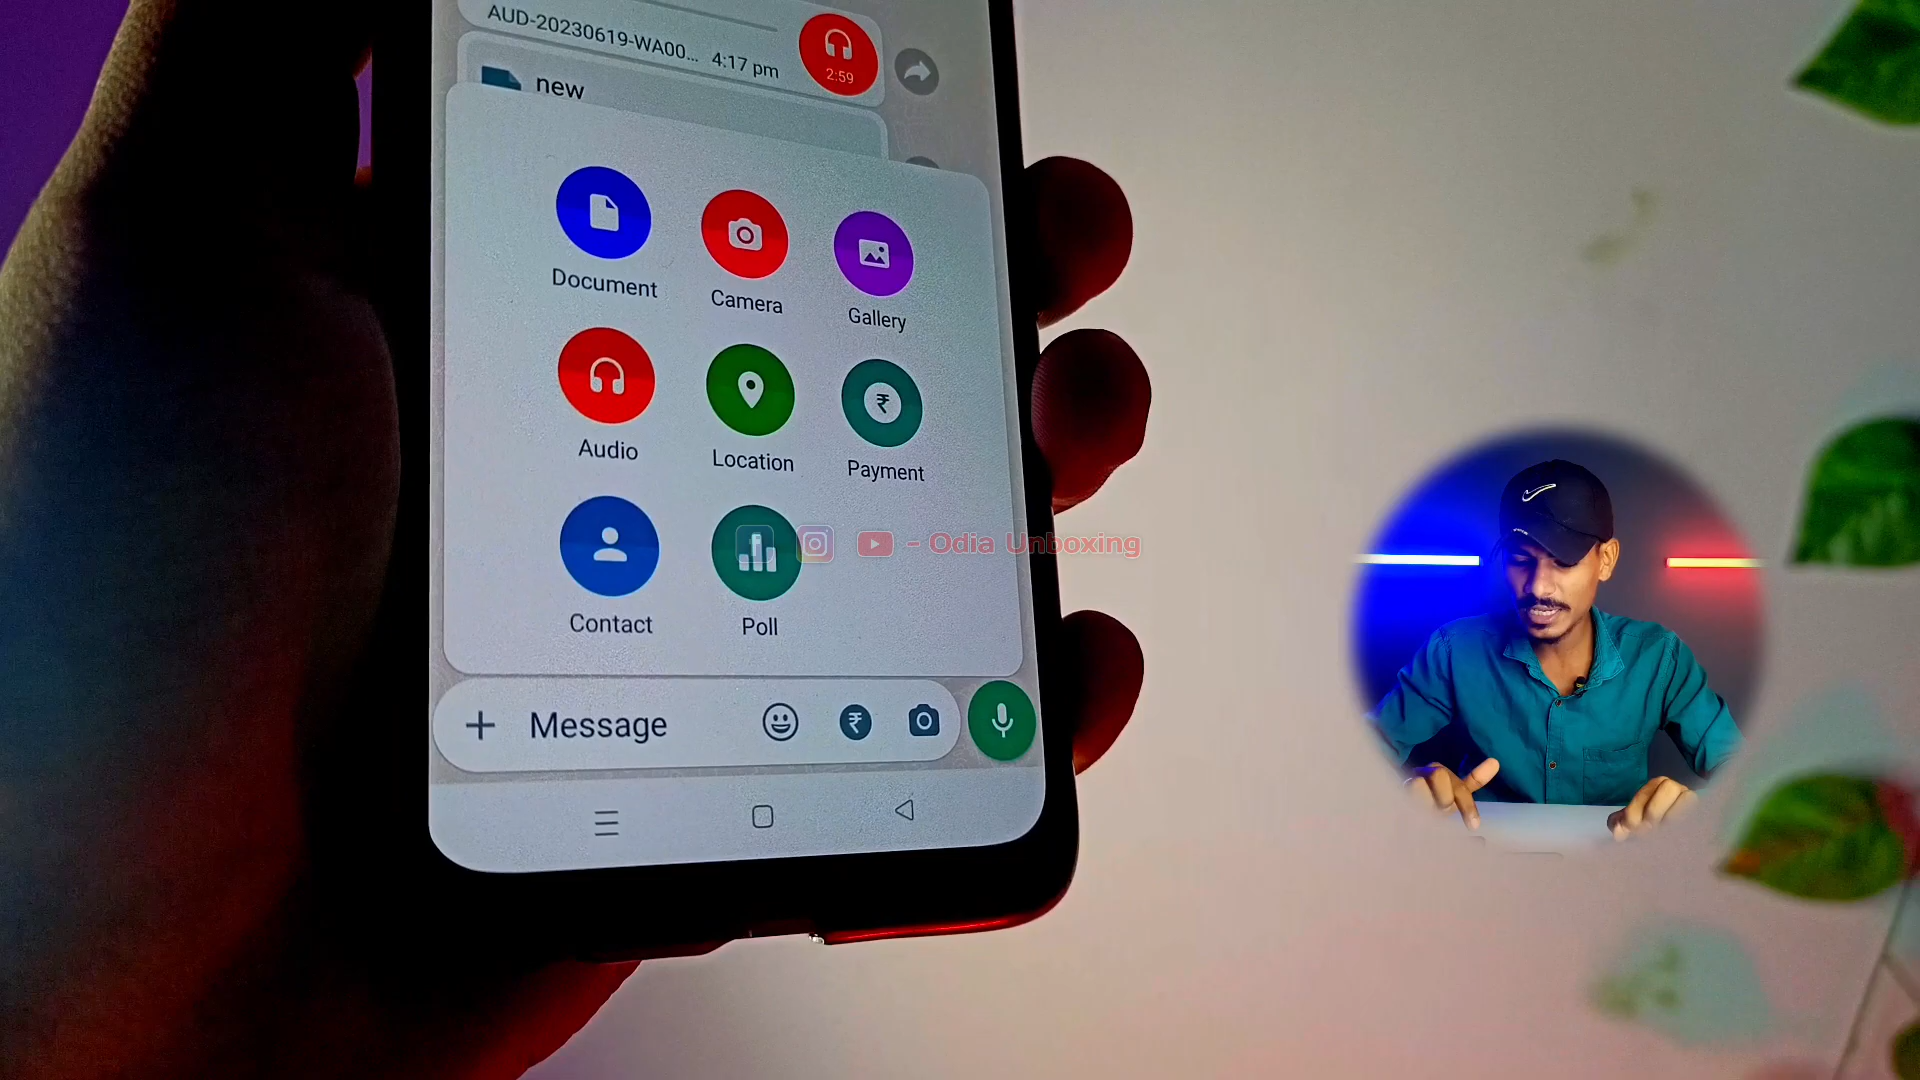 AUD-20230619-WA00... 4:17 pm
2:59
new
Document
Camera
Gallery
Audio
Location
₹
Payment
Contact
Poll
f - Odia Unboxing
Message
₹